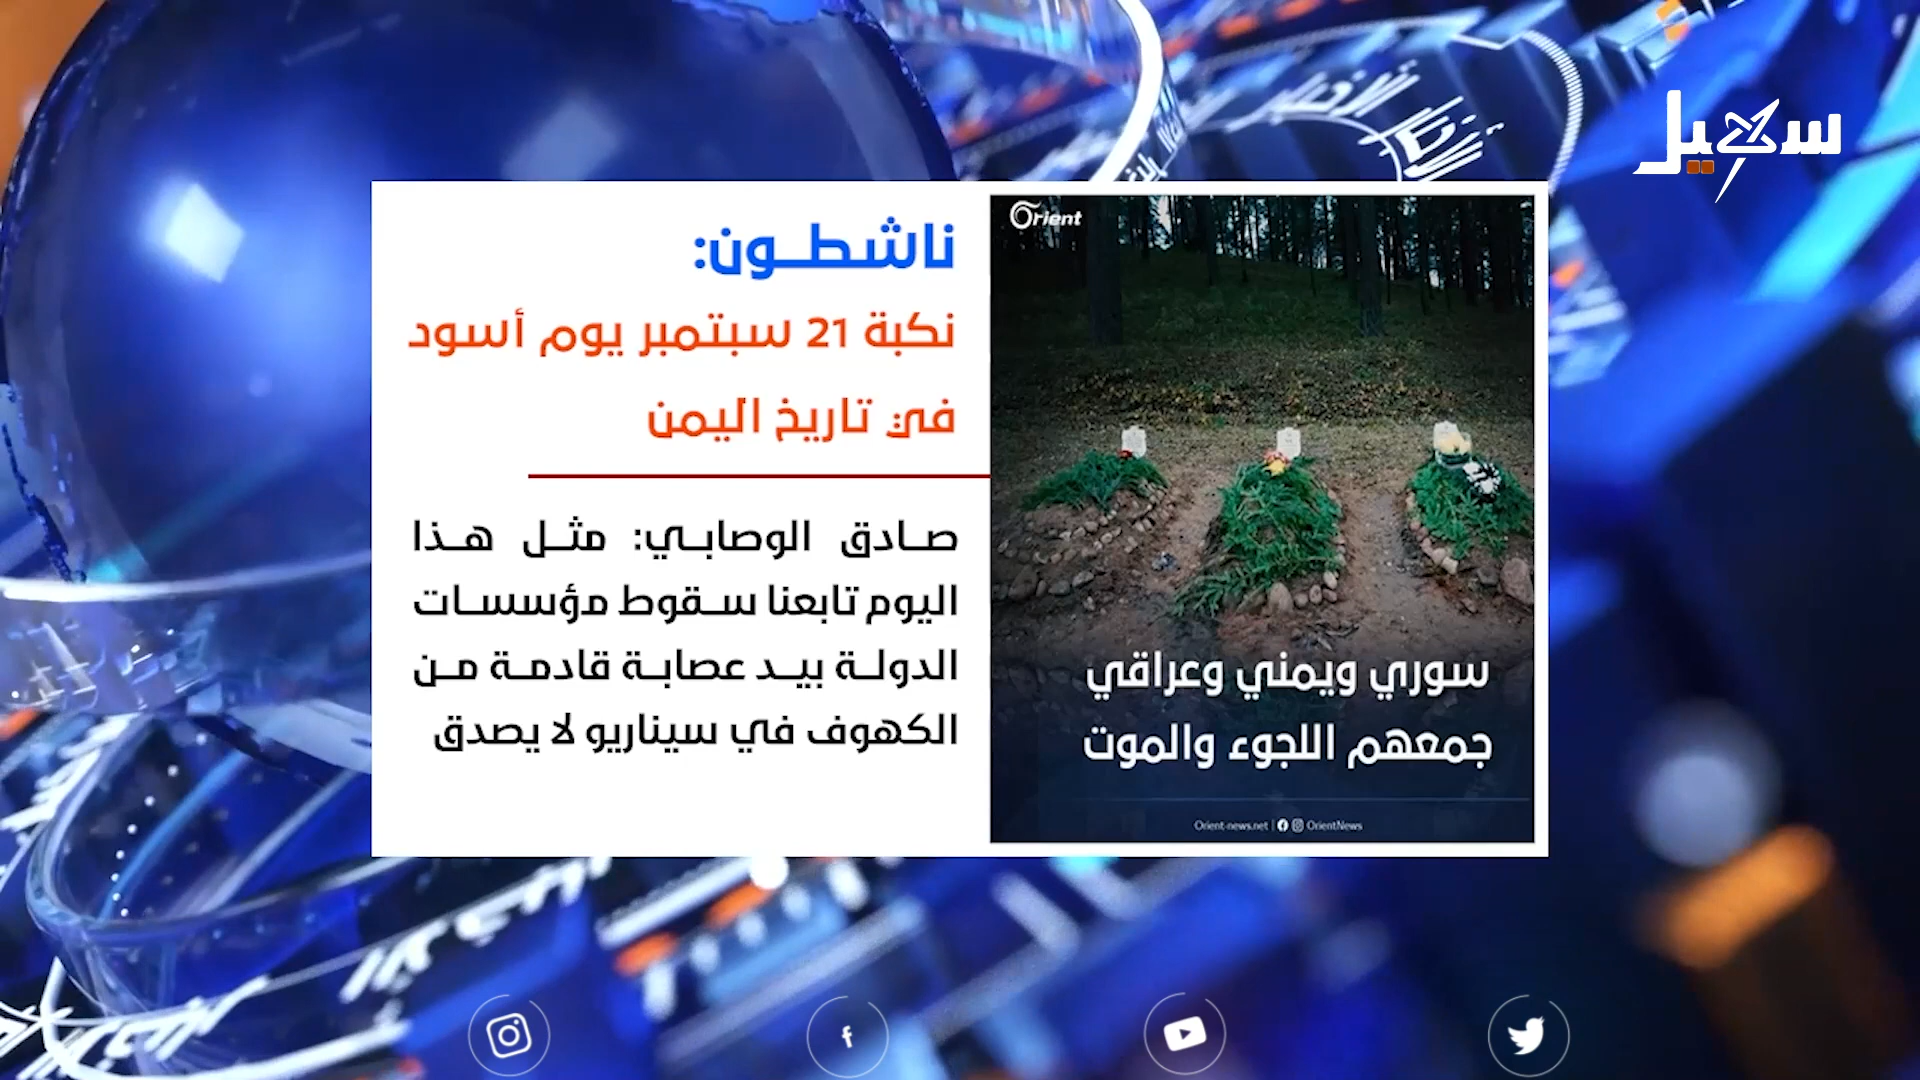 سهيل
ناشطون:
نكبة 21 سبتمبر يوم أسود
في تاريخ اليمن
صادق الوصابي: مثل هذا
اليوم تابعنا سقوط مؤسسات
الدولة بيد عصابة قادمة من
الكهوف في سيناريو لا يصدق
Orient
سوري ويمني وعراقي
جمعهم اللجوء والموت
Orient-news.net | OrientNews